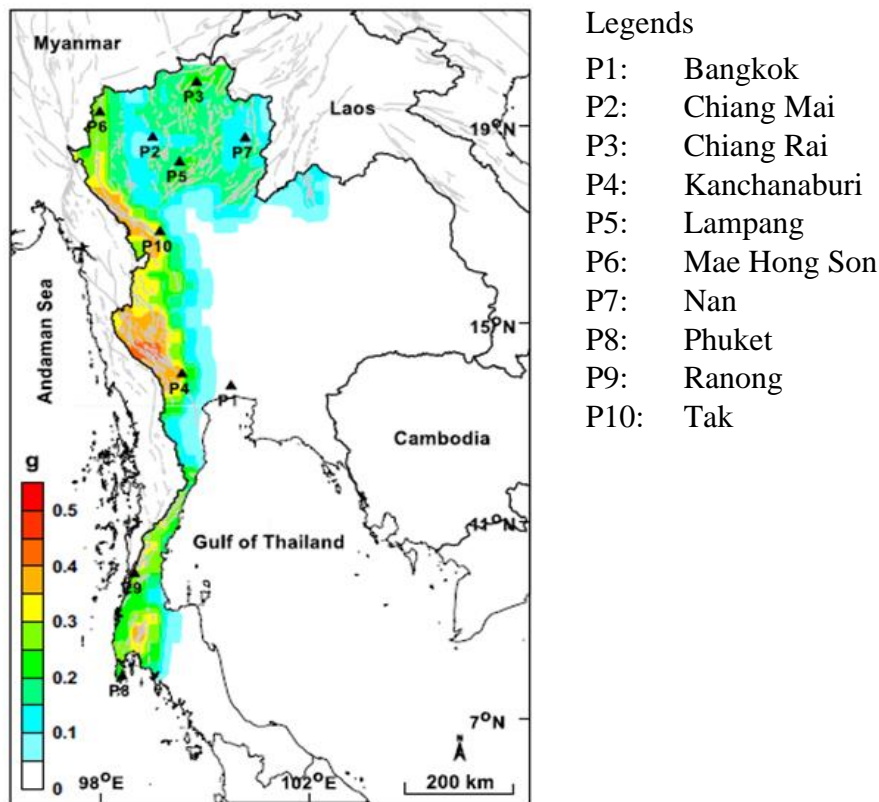 Myanmar
Laos
Cambodia
Andaman Sea
Gulf of Thailand
P3
P6
P2
P7
P5
P10
P4
P1
P9
P8
19°N
15°N
11°N
7°N
98°E
102°E
g
0.5
0.4
0.3
0.2
0.1
0
N
200 km
Legends
P1: Bangkok
P2: Chiang Mai
P3: Chiang Rai
P4: Kanchanaburi
P5: Lampang
P6: Mae Hong Son
P7: Nan
P8: Phuket
P9: Ranong
P10: Tak